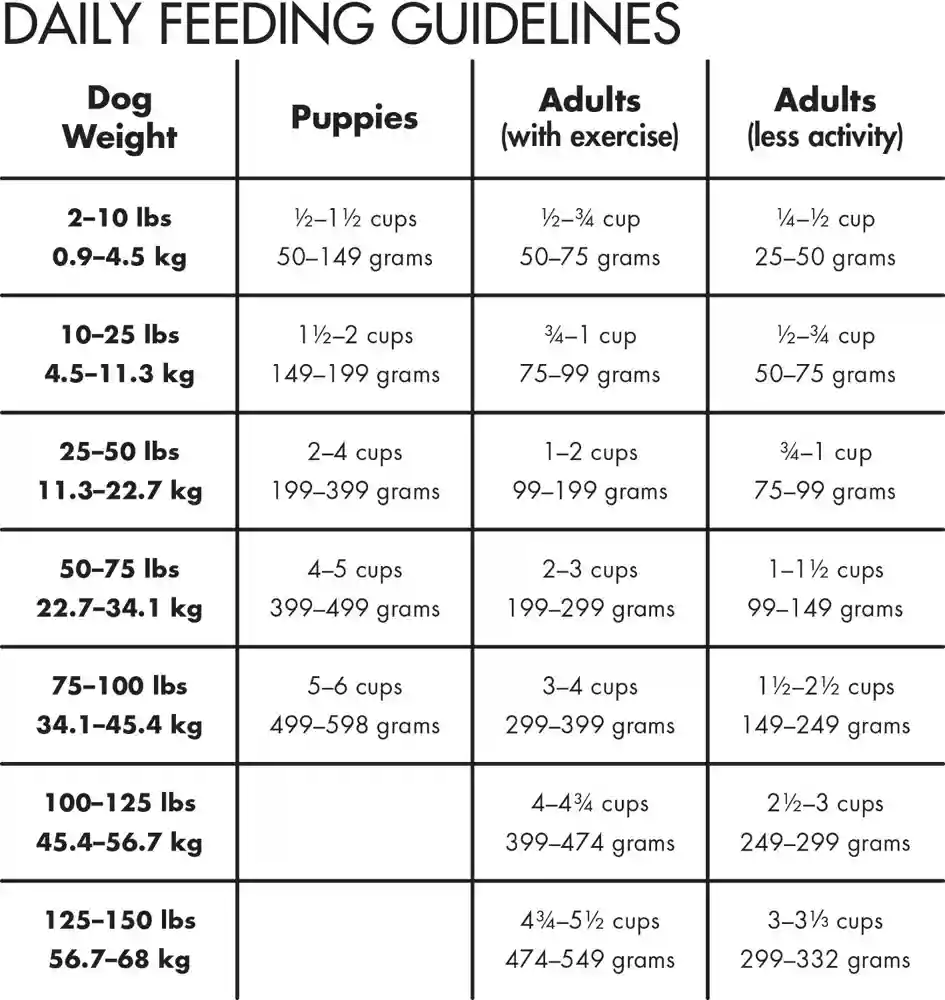 DAILY FEEDING GUIDELINES
Dog
Weight
Puppies
Adults
(with exercise)
Adults
(less activity)
2–10 lbs
0.9–4.5 kg
½–1½ cups
50–149 grams
½–¾ cup
50–75 grams
¼–½ cup
25–50 grams
10–25 lbs
4.5–11.3 kg
1½–2 cups
149–199 grams
¾–1 cup
75–99 grams
½–¾ cup
50–75 grams
25–50 lbs
11.3–22.7 kg
2–4 cups
199–399 grams
1–2 cups
99–199 grams
¾–1 cup
75–99 grams
50–75 lbs
22.7–34.1 kg
4–5 cups
399–499 grams
2–3 cups
199–299 grams
1–1½ cups
99–149 grams
75–100 lbs
34.1–45.4 kg
5–6 cups
499–598 grams
3–4 cups
299–399 grams
1½–2½ cups
149–249 grams
100–125 lbs
45.4–56.7 kg
4–4¾ cups
399–474 grams
2½–3 cups
249–299 grams
125–150 lbs
56.7–68 kg
4¾–5½ cups
474–549 grams
3–3⅓ cups
299–332 grams